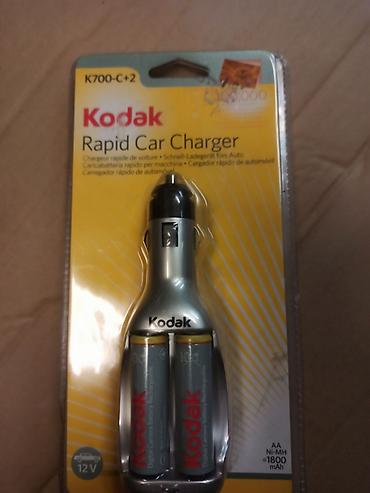 K700-C+2
Kodak
Rapid Car Charger
Chargeur rapide de voiture • Schnell-Ladegerät fürs Auto
Caricabatteria rapido per macchina • Cargador rápido de automóvil
Carregador rápido de automóvel
Kodak
Kodak
Kodak
12V
AA
Ni-MH
1800
mAh